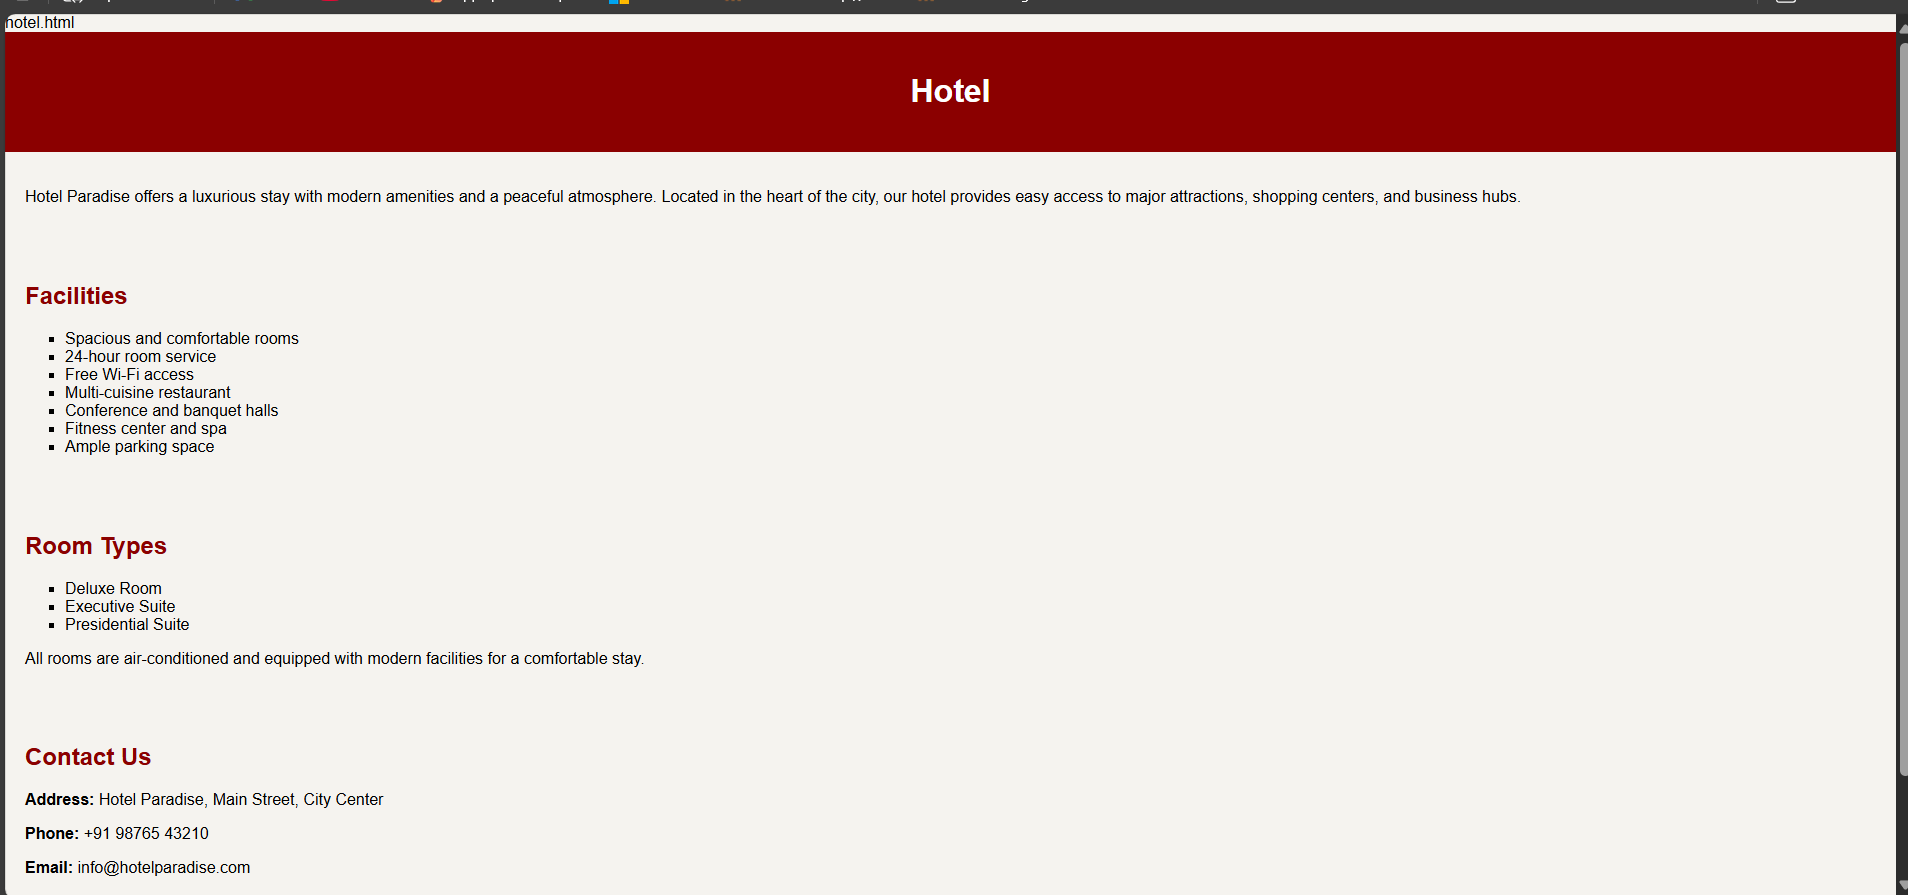 hotel.html
Hotel
Hotel Paradise offers a luxurious stay with modern amenities and a peaceful atmosphere. Located in the heart of the city, our hotel provides easy access to major attractions, shopping centers, and business hubs.
Facilities
Spacious and comfortable rooms
24-hour room service
Free Wi-Fi access
Multi-cuisine restaurant
Conference and banquet halls
Fitness center and spa
Ample parking space
Room Types
Deluxe Room
Executive Suite
Presidential Suite
All rooms are air-conditioned and equipped with modern facilities for a comfortable stay.
Contact Us
Address: Hotel Paradise, Main Street, City Center
Phone: +91 98765 43210
Email: info@hotelparadise.com